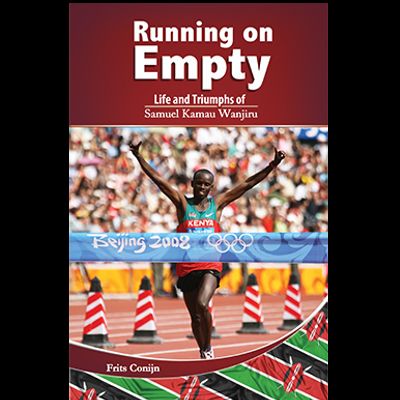 Running on
Empty
Life and Triumphs of
Samuel Kamau Wanjiru
KENYA
Beijing 2008
Frits Conijn